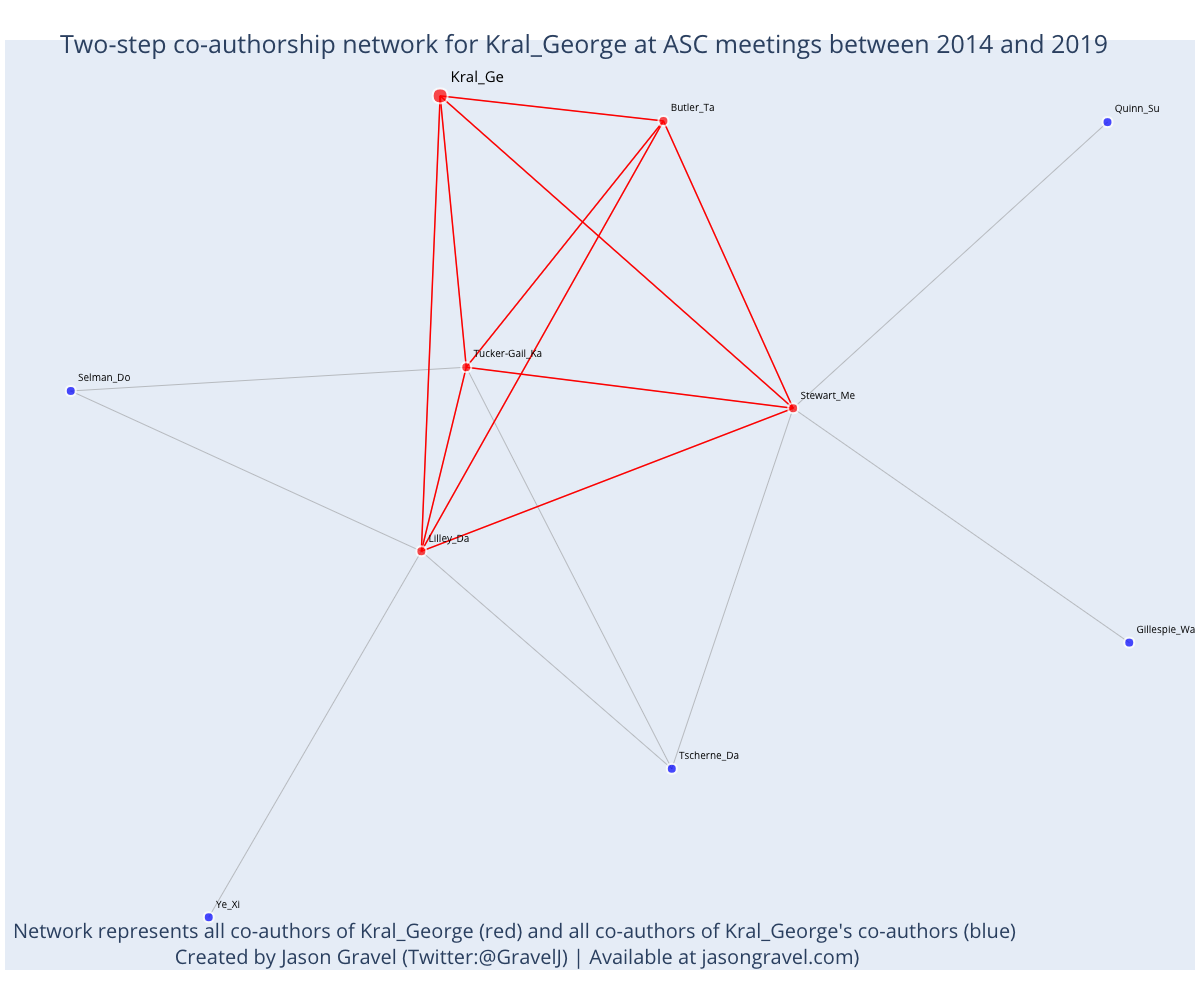 Two-step co-authorship network for Kral_George at ASC meetings between 2014 and 2019
Kral_Ge
Butler_Ta
Quinn_Su
Tucker-Gail_Ka
Selman_Do
Stewart_Me
Lilley_Da
Gillespie_Wa
Tscherne_Da
Ye_Xi
Network represents all co-authors of Kral_George (red) and all co-authors of Kral_George's co-authors (blue)
Created by Jason Gravel (Twitter:@GravelJ) | Available at jasongravel.com)